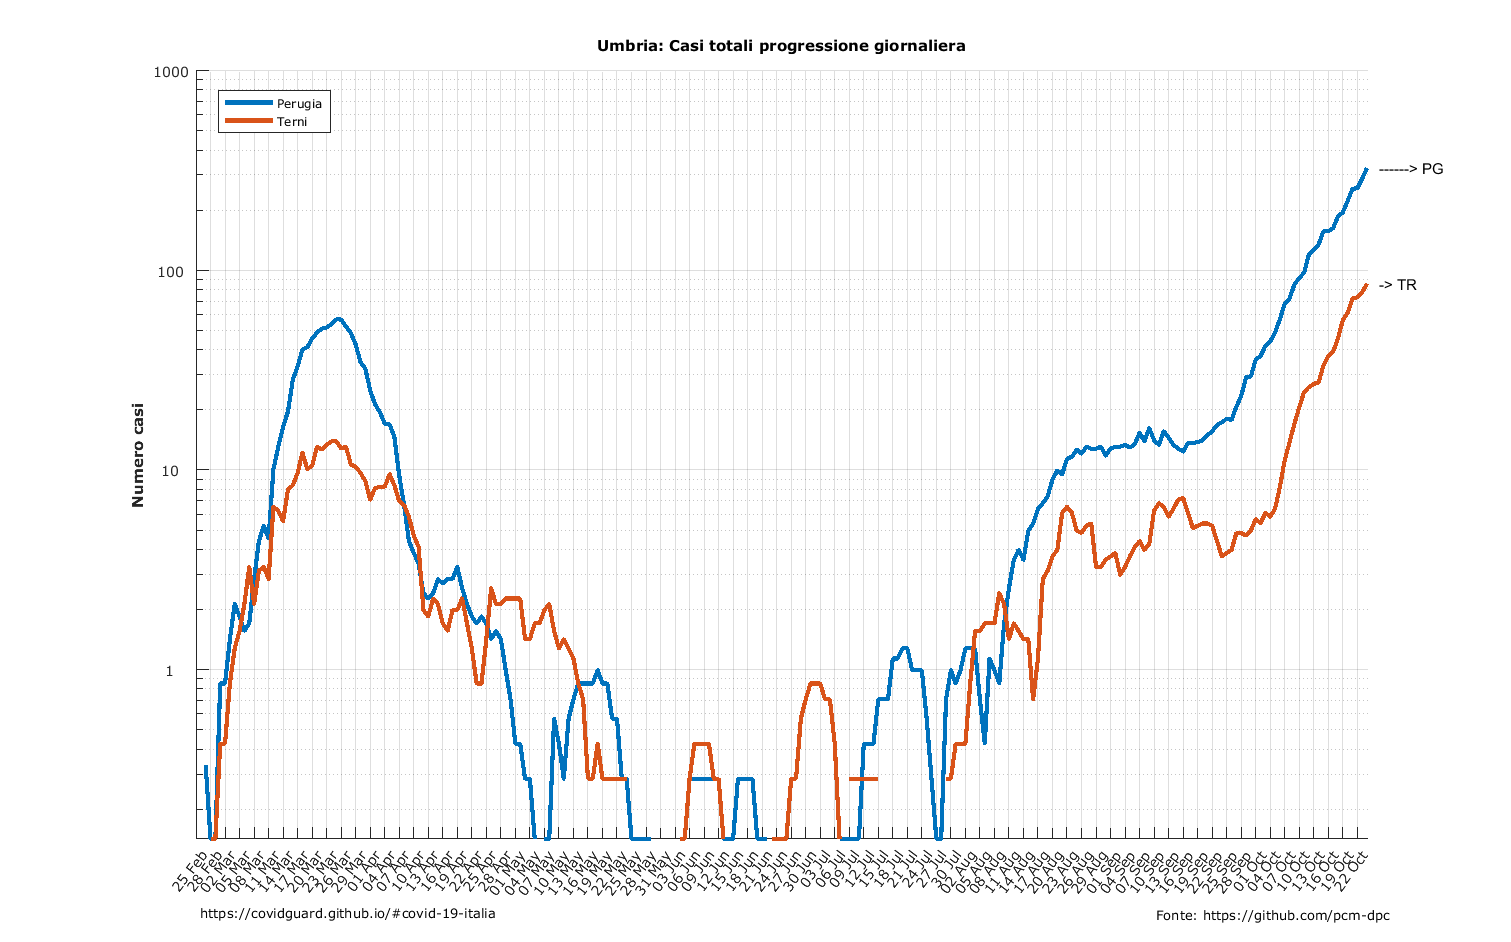 Umbria: Casi totali progressione giornaliera
1000
100
10
1
Numero casi
Perugia
Terni
------> PG
-> TR
25 Feb
28 Feb
02 Mar
05 Mar
08 Mar
11 Mar
14 Mar
17 Mar
20 Mar
23 Mar
26 Mar
29 Mar
01 Apr
04 Apr
07 Apr
10 Apr
13 Apr
16 Apr
19 Apr
22 Apr
25 Apr
28 Apr
01 May
04 May
07 May
10 May
13 May
16 May
19 May
22 May
25 May
28 May
31 May
03 Jun
06 Jun
09 Jun
12 Jun
15 Jun
18 Jun
21 Jun
24 Jun
27 Jun
30 Jun
03 Jul
06 Jul
09 Jul
12 Jul
15 Jul
18 Jul
21 Jul
24 Jul
27 Jul
30 Jul
02 Aug
05 Aug
08 Aug
11 Aug
14 Aug
17 Aug
20 Aug
23 Aug
26 Aug
29 Aug
01 Sep
04 Sep
07 Sep
10 Sep
13 Sep
16 Sep
19 Sep
22 Sep
25 Sep
28 Sep
01 Oct
04 Oct
07 Oct
10 Oct
13 Oct
16 Oct
19 Oct
22 Oct
https://covidguard.github.io/#covid-19-italia
Fonte: https://github.com/pcm-dpc